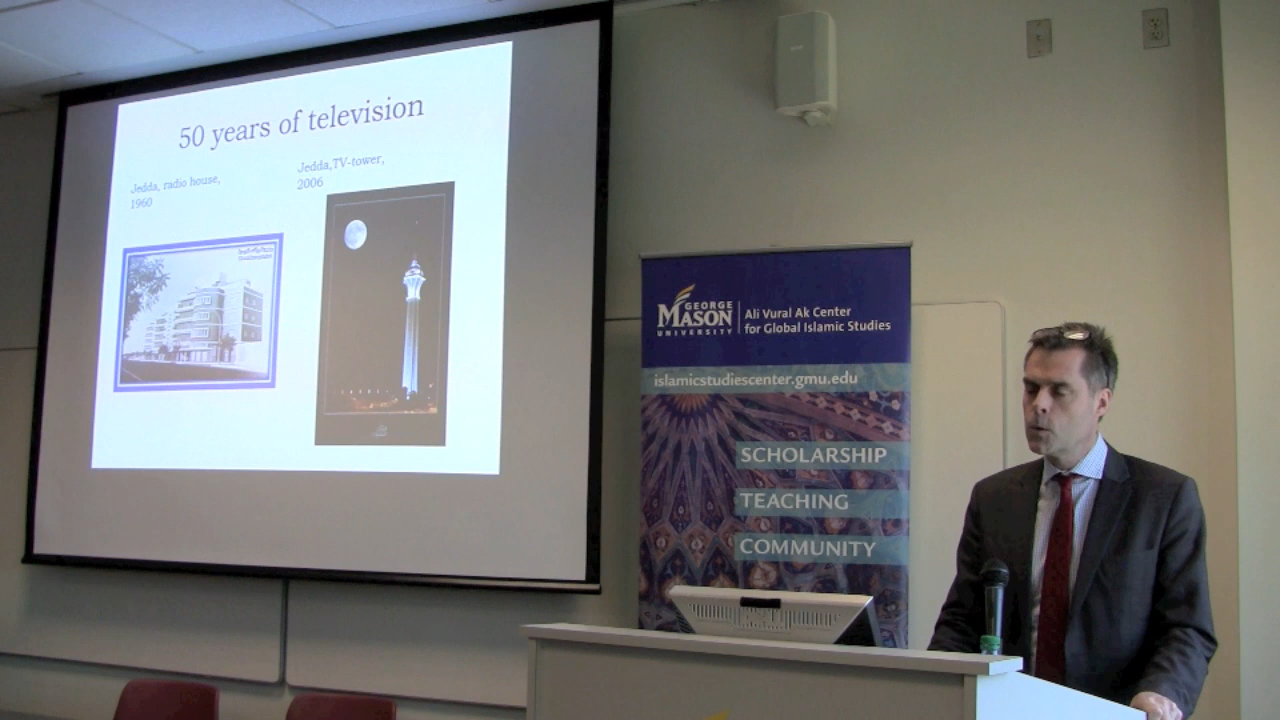 50 years of television
Jedda, radio house,
1960
Jedda,TV-tower,
2006
GEORGE
MASON
UNIVERSITY
Ali Vural Ak Center
for Global Islamic Studies
islamicstudiescenter.gmu.edu
SCHOLARSHIP
TEACHING
COMMUNITY